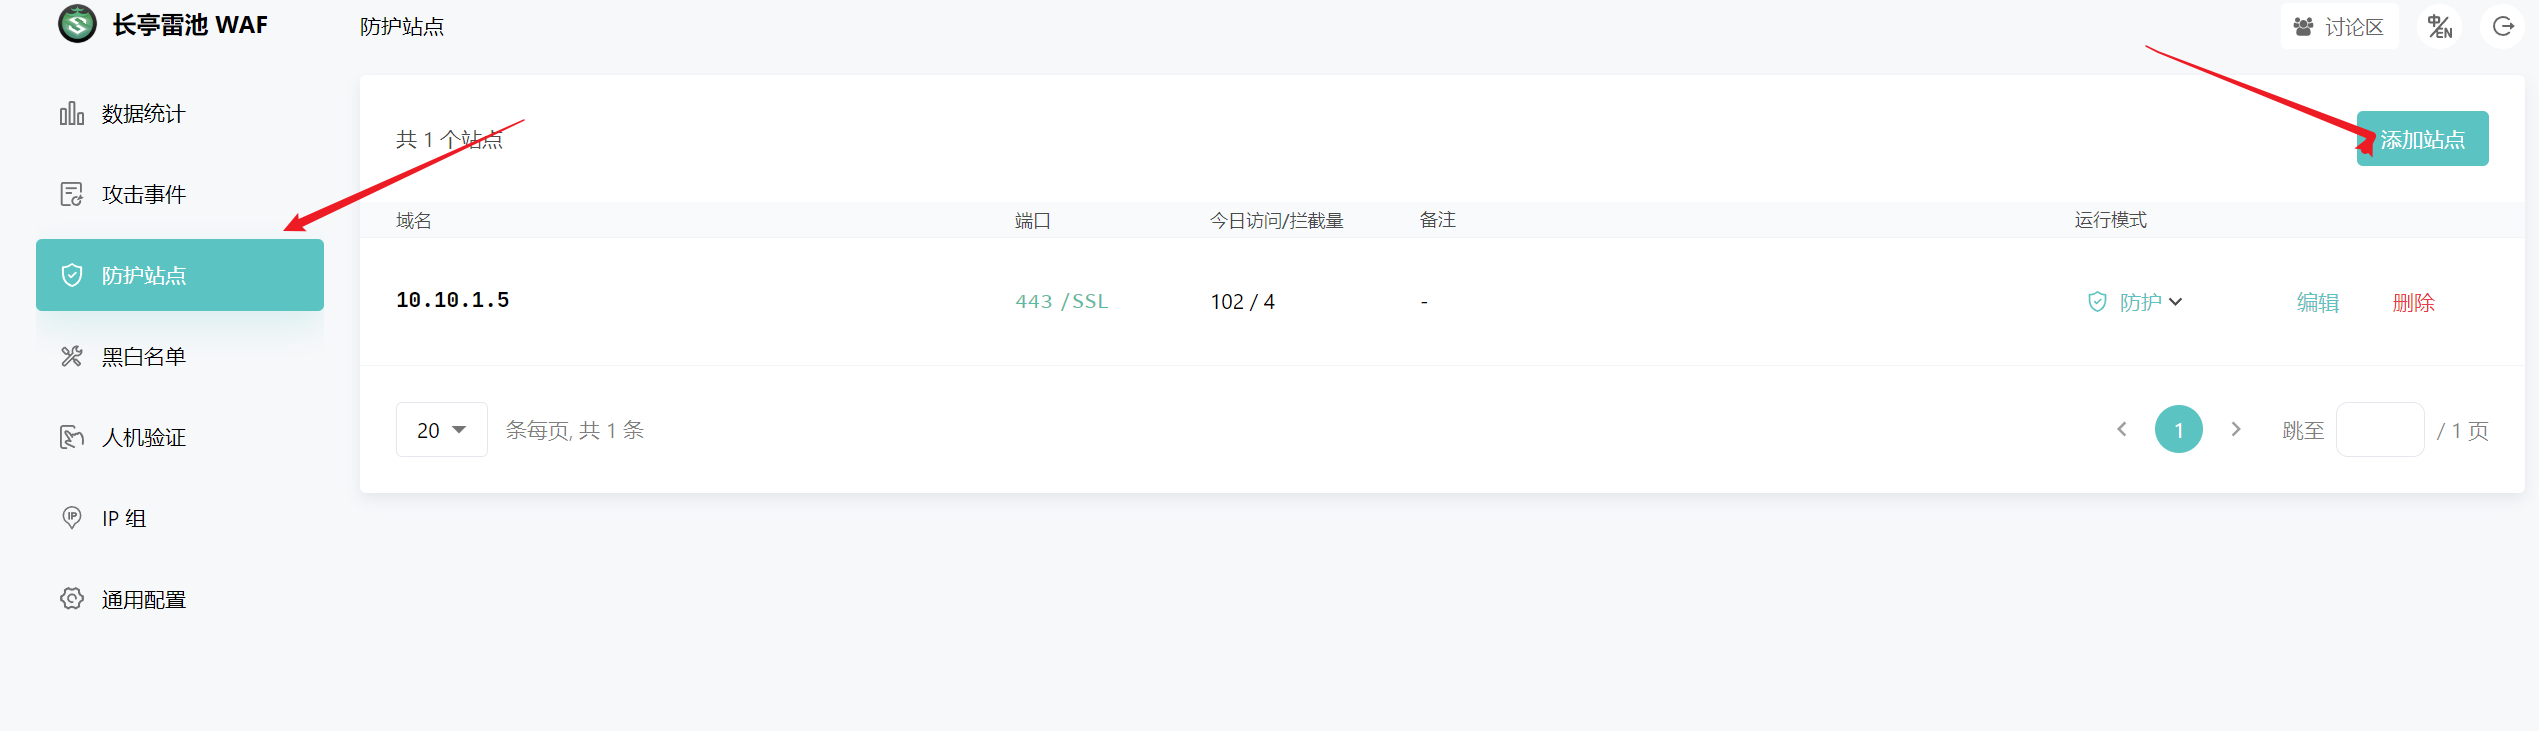 长亭雷池 WAF
防护站点
讨论区
中/EN
数据统计
攻击事件
防护站点
黑白名单
人机验证
IP 组
通用配置
共 1 个站点
添加站点
域名 端口 今日访问/拦截量 备注 运行模式
10.10.1.5 443 /SSL 102 / 4 - 防护 编辑 删除
20 条每页, 共 1 条 1 跳至 / 1 页